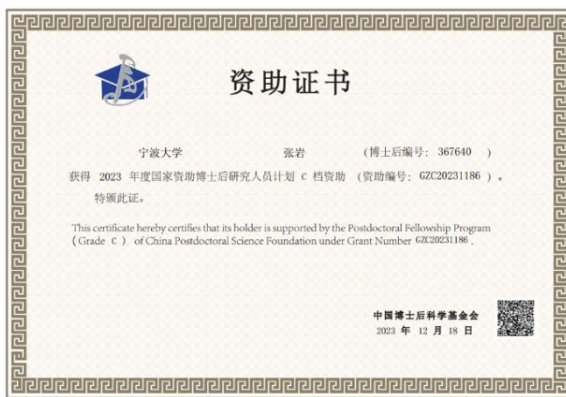 资助证书
宁波大学 张岩 (博士后编号: 367640 )
获得 2023 年度国家资助博士后研究人员计划 C 档资助 (资助编号: GZC20231186 )。
特颁此证。
This certificate hereby certifies that its holder is supported by the Postdoctoral Fellowship Program
( Grade C ) of China Postdoctoral Science Foundation under Grant Number GZC20231186 .
中国博士后科学基金会
2023 年 12 月 18 日